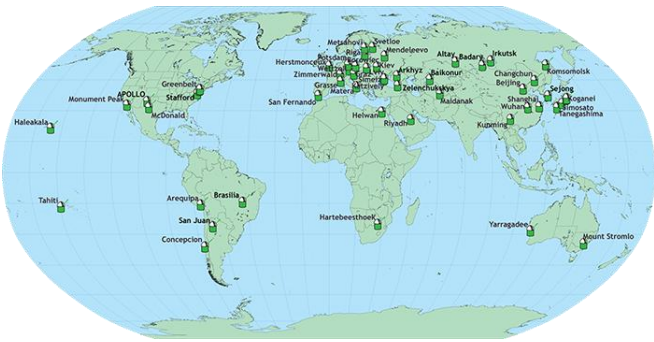 Metsahovi
Svetloe
Riga
Mendeleevo
Potsdam
Borowiec
Herstmonceux
Kiev
Altay
Badary
Irkutsk
Zimmerwald
Arkhyz
Baikonur
Changchun
Komsomolsk
Greenbelt
Grasse
Simeiz
Zelenchukskya
Beijing
Sejong
APOLLO
Stafford
Matera
Katzively
Maidanak
Shanghai
Koganei
Monument Peak
San Fernando
Wuhan
Simosato
McDonald
Helwan
Tanegashima
Haleakala
Riyadh
Kunming
Tahiti
Arequipa
Brasilia
San Juan
Hartebeesthoek
Yarragadee
Concepcion
Mount Stromlo